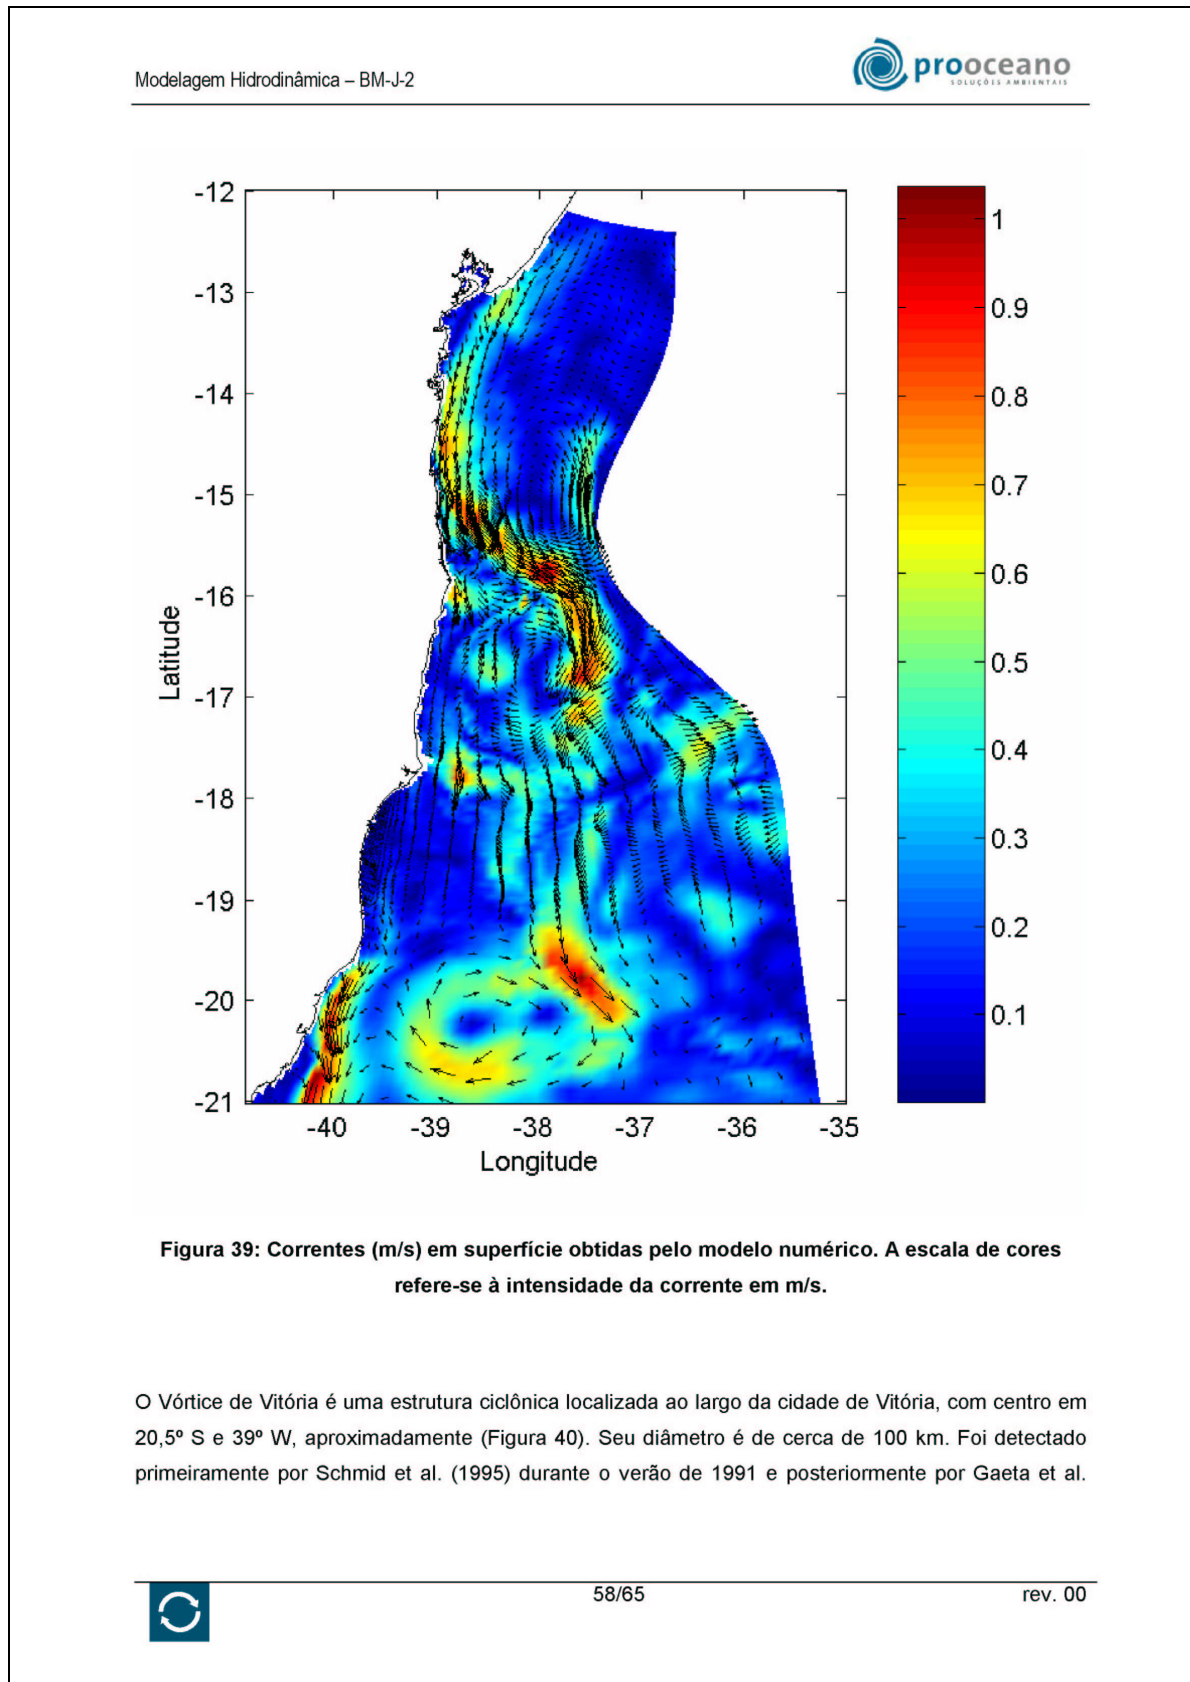 Modelagem Hidrodinâmica – BM-J-2
prooceano
SOLUÇÕES AMBIENTAIS
-12
-13
-14
-15
-16
-17
-18
-19
-20
-21
Latitude
-40
-39
-38
-37
-36
-35
Longitude
1
0.9
0.8
0.7
0.6
0.5
0.4
0.3
0.2
0.1
Figura 39: Correntes (m/s) em superfície obtidas pelo modelo numérico. A escala de cores
refere-se à intensidade da corrente em m/s.
O Vórtice de Vitória é uma estrutura ciclônica localizada ao largo da cidade de Vitória, com centro em
20,5º S e 39º W, aproximadamente (Figura 40). Seu diâmetro é de cerca de 100 km. Foi detectado
primeiramente por Schmid et al. (1995) durante o verão de 1991 e posteriormente por Gaeta et al.
58/65
rev. 00